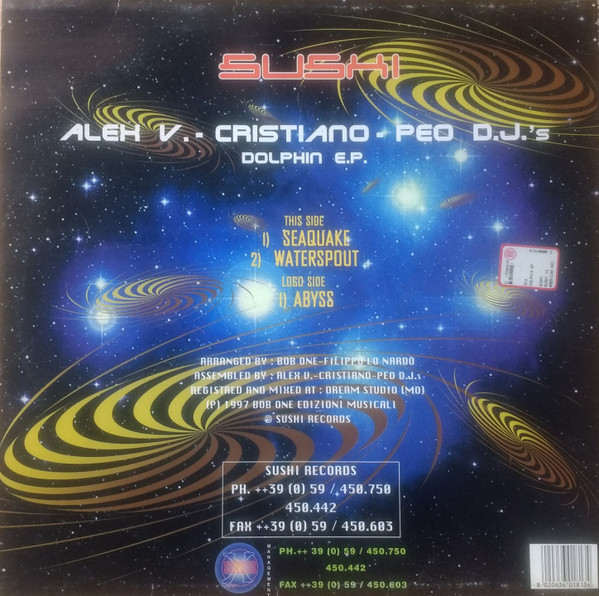 SUSHI
ALEX V. - CRISTIANO - PEO D.J.'s
DOLPHIN E.P.
THIS SIDE
1) SEAQUAKE
2) WATERSPOUT
LOGO SIDE
1) ABYSS
ARRANGED BY : BOB ONE-FILIPPO LO NARDO
ASSEMBLED BY : ALEX V.-CRISTIANO-PEO D.J.s
REGISTRED AND MIXED AT : DREAM STUDIO (MO)
(P) 1997 BOB ONE EDIZIONI MUSICALI
@ SUSHI RECORDS
SUSHI RECORDS
PH. ++39 (0) 59 / 450.750
450.442
FAX ++39 (0) 59 / 450.603
MANAGEMENT
PH.++ 39 (0) 59 / 450.750
450.442
FAX ++39 (0) 59 / 450.603